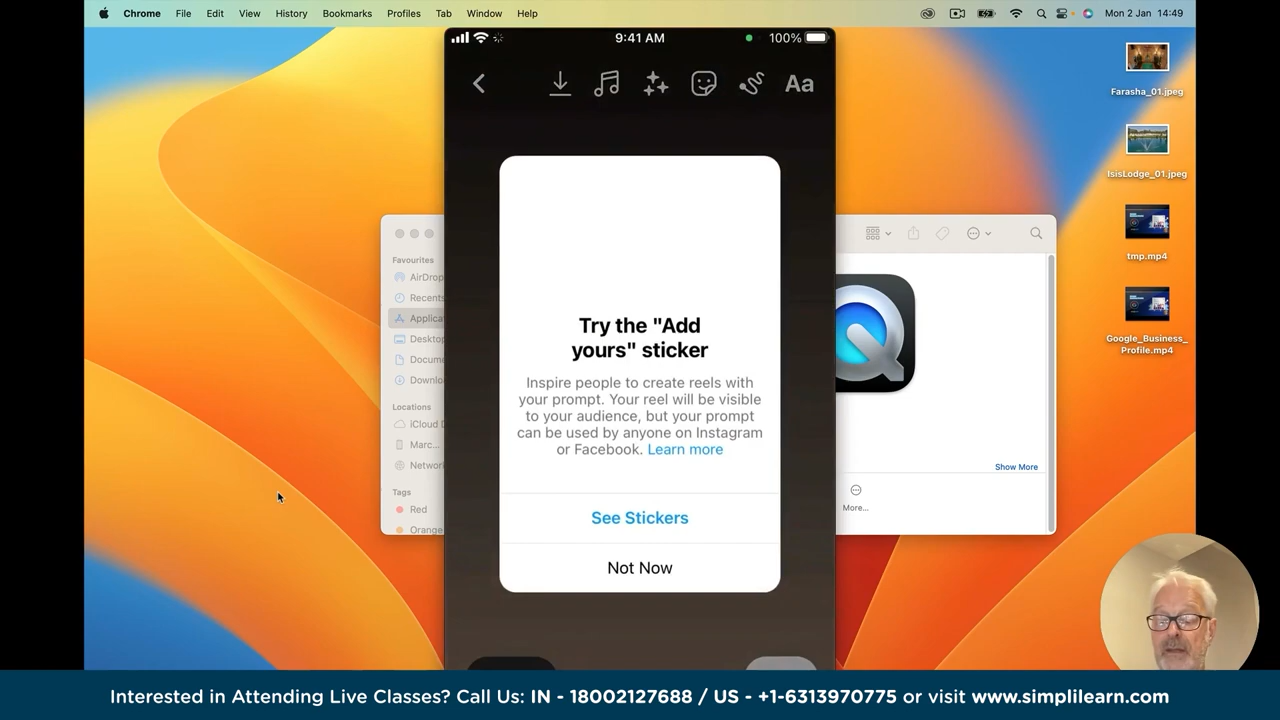 Chrome File Edit View History Bookmarks Profiles Tab Window Help
Mon 2 Jan 14:49
9:41 AM
100%
Aa
Try the "Add
yours" sticker
Inspire people to create reels with
your prompt. Your reel will be visible
to your audience, but your prompt
can be used by anyone on Instagram
or Facebook. Learn more
See Stickers
Not Now
Favourites
AirDrop
Recents
Applica
Desktop
Docume
Downlo
Locations
iCloud D
Marc...
Networ
Tags
Red
Orange
Show More
More...
Farasha_01.jpeg
IsisLodge_01.jpeg
tmp.mp4
Google_Business_
Profile.mp4
Interested in Attending Live Classes? Call Us: IN - 18002127688 / US - +1-6313970775 or visit www.simplilearn.com